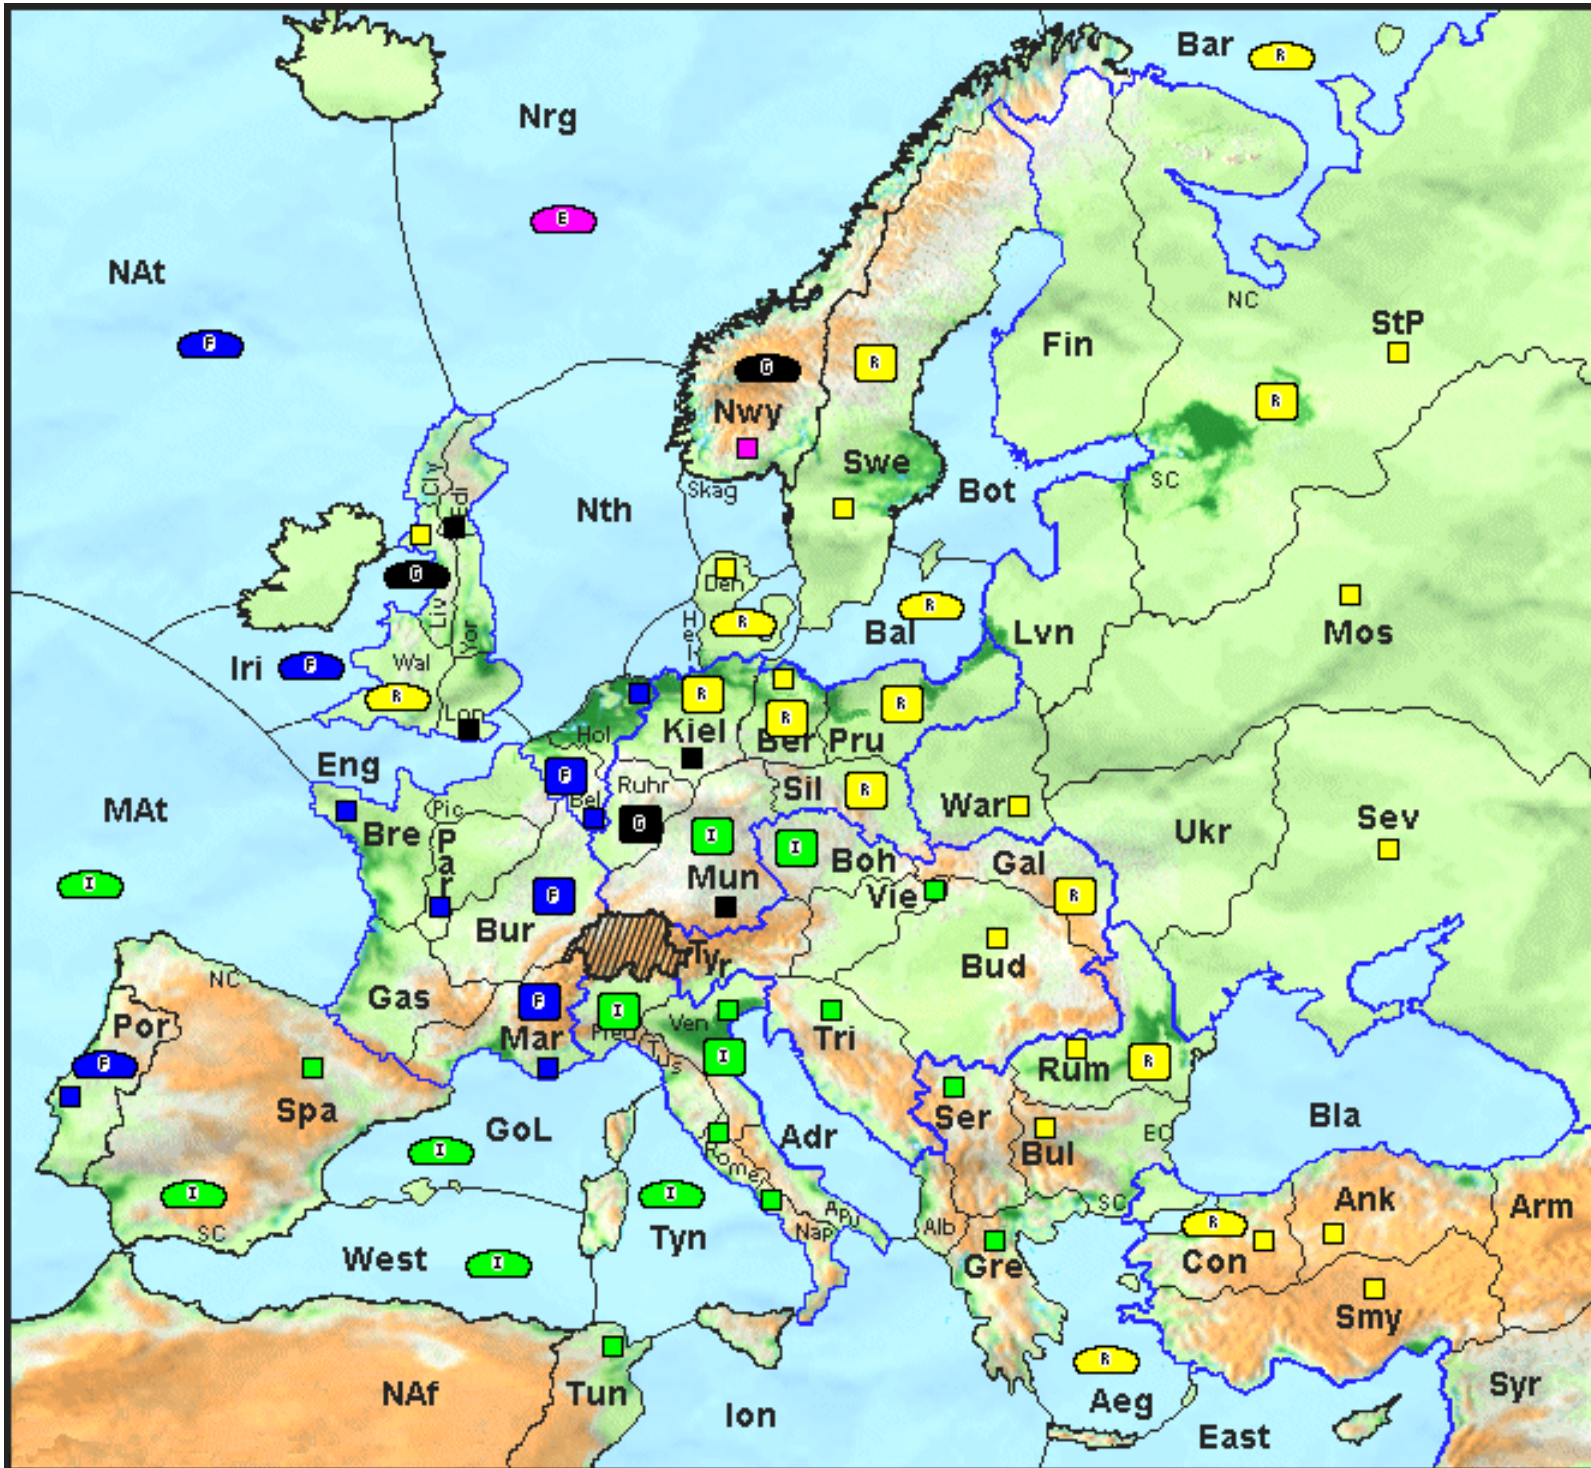 Bar
R
Nrg
E
NAt
F
NC
StP
Fin
G
R
R
Nwy
Swe
SC
Skag
Bot
Nth
Cly
Edi
Den
G
Liv
Yor
Hel
R
R
Bal
Lvn
Mos
Iri
F
Wal
R
Lon
R
R
R
Kiel
Ber
Pru
Hol
Eng
F
Bel
Ruhr
Sil
R
War
MAt
Pic
Bre
Par
G
I
I
Boh
Gal
Ukr
Sev
I
Mun
Vie
R
F
Bur
Tyr
Bud
NC
Gas
F
Mar
I
Pied
Ven
Tri
Por
F
Tus
I
Rum
R
Spa
GoL
Ser
Bla
Adr
Bul
EC
I
Rome
I
I
SC
Apu
Nap
Alb
SC
Ank
Arm
R
West
I
Tyn
Gre
Con
Smy
R
NAf
Tun
Ion
Aeg
Syr
East